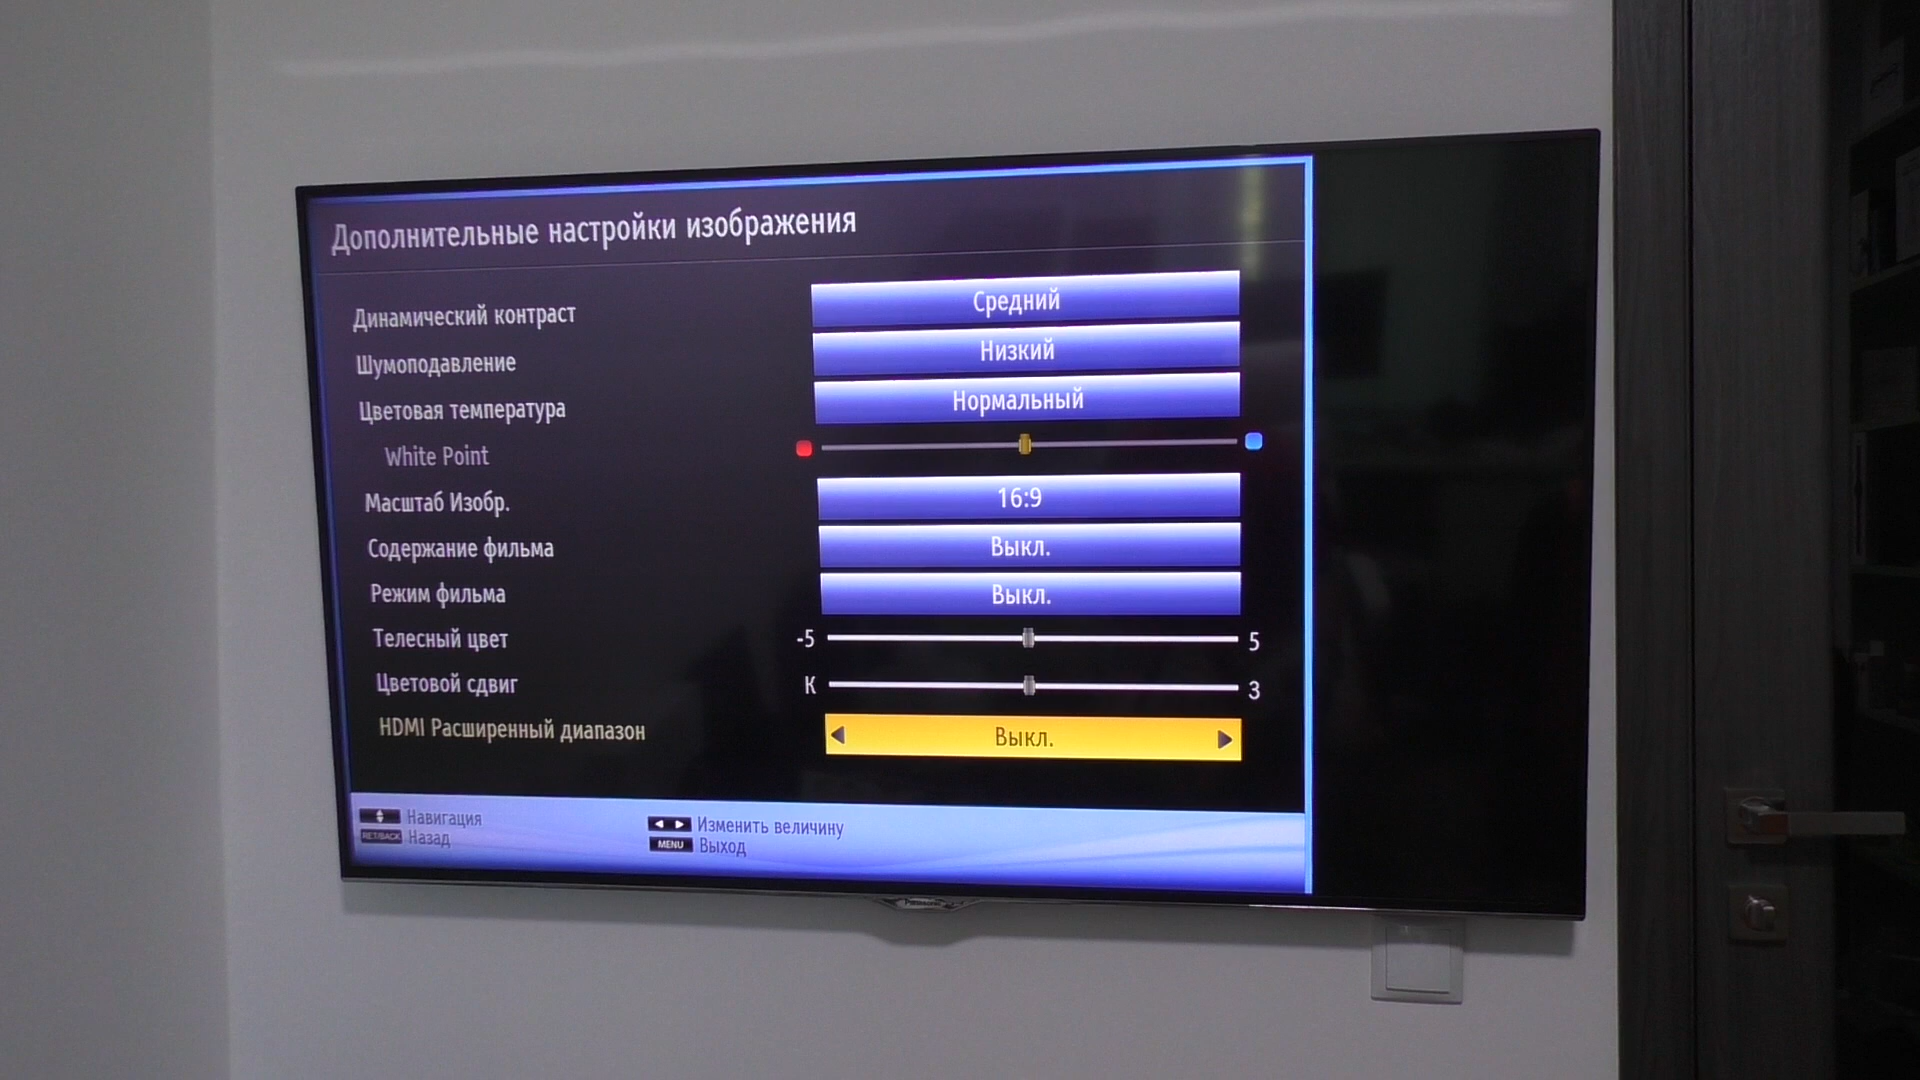 Дополнительные настройки изображения
Динамический контраст Средний
Шумоподавление Низкий
Цветовая температура Нормальный
White Point
Масштаб Изобр. 16:9
Содержание фильма Выкл.
Режим фильма Выкл.
Телесный цвет -5 5
Цветовой сдвиг К З
HDMI Расширенный диапазон Выкл.
Навигация Изменить величину
RET/BACK Назад MENU Выход
Panasonic